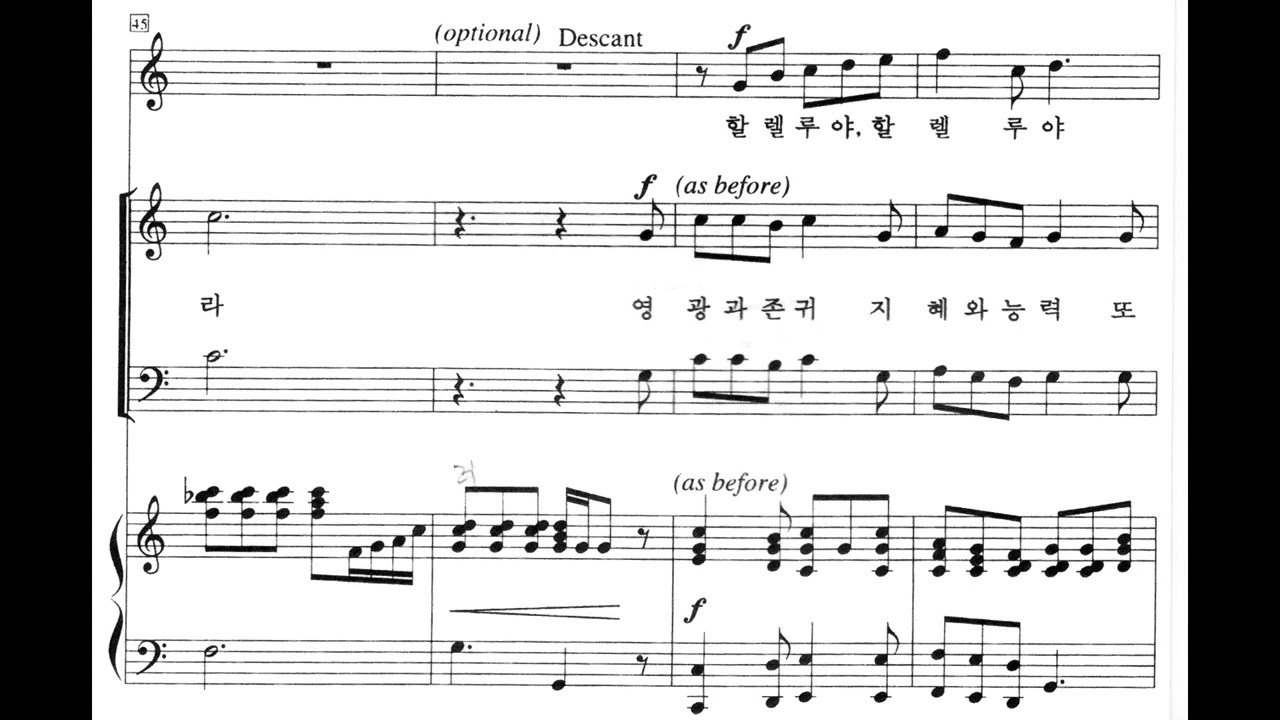 45
(optional) Descant
f
할 렐 루 야, 할 렐 루 야
f (as before)
라 영 광 과 존 귀 지 혜 와 능 력 또
(as before)
f